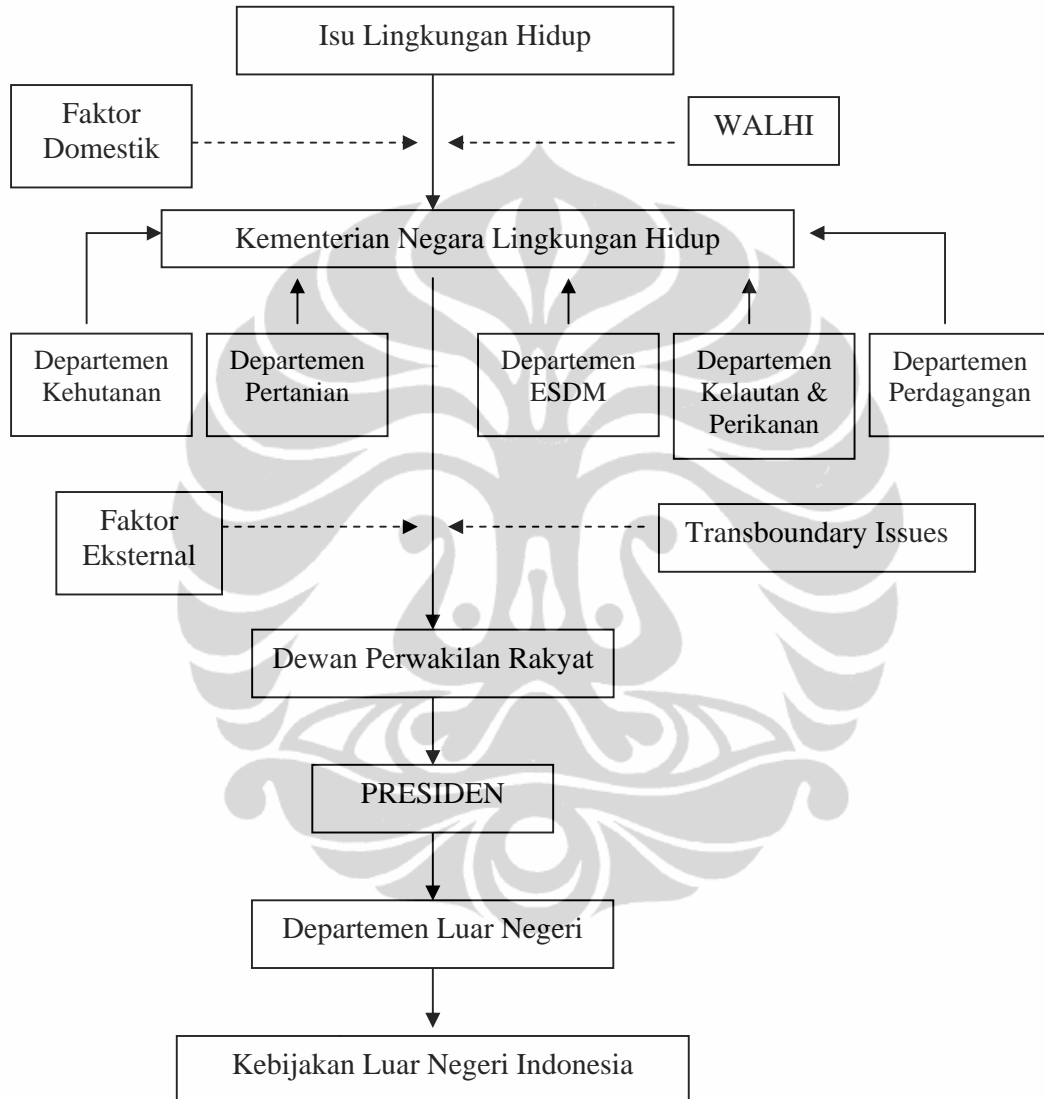 Isu Lingkungan Hidup
Faktor
Domestik
WALHI
Kementerian Negara Lingkungan Hidup
Departemen
Kehutanan
Departemen
Pertanian
Departemen
ESDM
Departemen
Kelautan &
Perikanan
Departemen
Perdagangan
Faktor
Eksternal
Transboundary Issues
Dewan Perwakilan Rakyat
PRESIDEN
Departemen Luar Negeri
Kebijakan Luar Negeri Indonesia